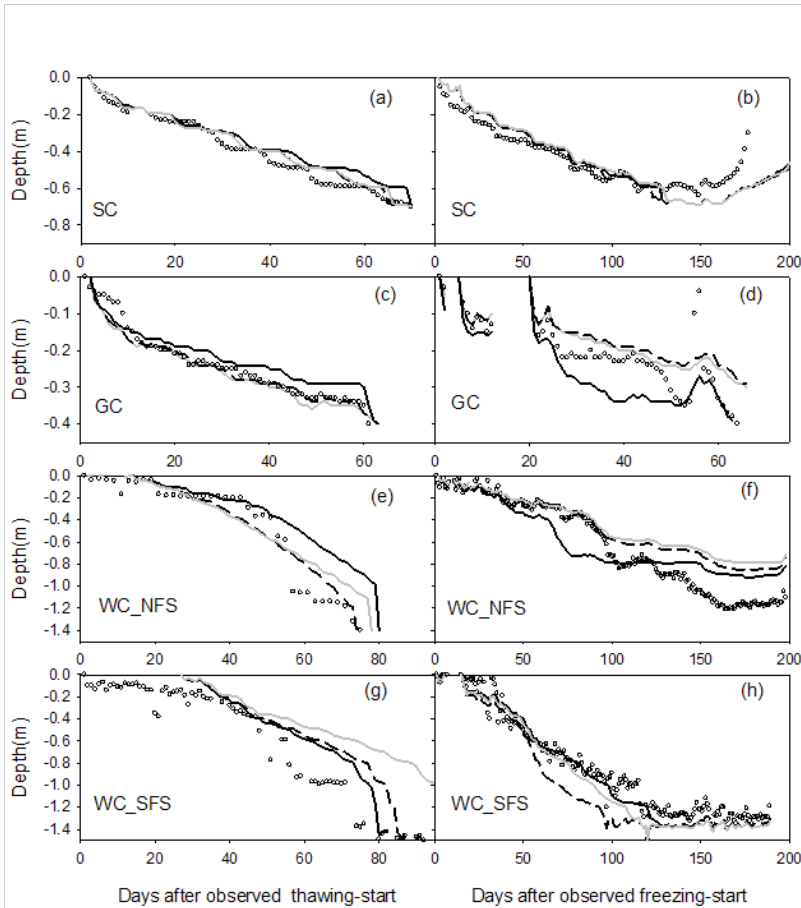 0.0
-0.2
-0.4
-0.6
-0.8
Depth(m)
(a)
SC
0 20 40 60
(b)
SC
0 50 100 150 200
0.0
-0.1
-0.2
-0.3
-0.4
Depth(m)
(c)
GC
0 20 40 60
(d)
GC
0 20 40 60
0.0
-0.2
-0.4
-0.6
-0.8
-1.0
-1.2
-1.4
Depth(m)
(e)
WC_NFS
0 20 40 60 80
(f)
WC_NFS
0 50 100 150 200
0.0
-0.2
-0.4
-0.6
-0.8
-1.0
-1.2
-1.4
Depth(m)
(g)
WC_SFS
0 20 40 60 80
(h)
WC_SFS
0 50 100 150 200
Days after observed thawing-start
Days after observed freezing-start